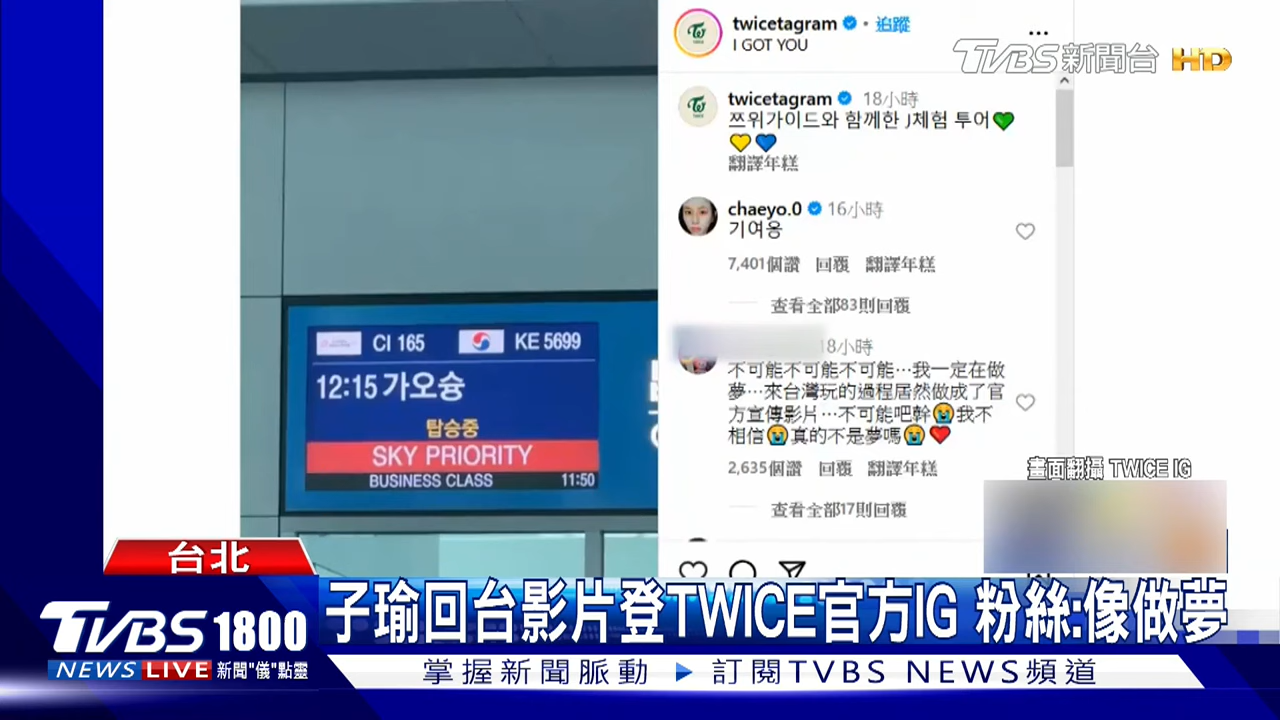 twicetagram • 追蹤
I GOT YOU
TVBS新聞台 HD
twicetagram 18小時
쯔위가이드와 함께한 J체험 투어💚
💛💙
翻譯年糕
chaeyo.0 16小時
기여옹
7,401個讚 回覆 翻譯年糕
查看全部83則回覆
18小時
不可能不可能不可能…我一定在做
夢…來台灣玩的過程居然做成了官
方宣傳影片…不可能吧幹😭我不
相信😭真的不是夢嗎😭❤️
2,635個讚 回覆 翻譯年糕
查看全部17則回覆
CI 165 KE 5699
12:15 가오슝
탑승중
SKY PRIORITY
BUSINESS CLASS 11:50
畫面翻攝 TWICE IG
台北
子瑜回台影片登TWICE官方IG 粉絲:像做夢
TVBS 1800
NEWS LIVE 新聞"儀"點靈
掌握新聞脈動 ▶ 訂閱TVBS NEWS頻道